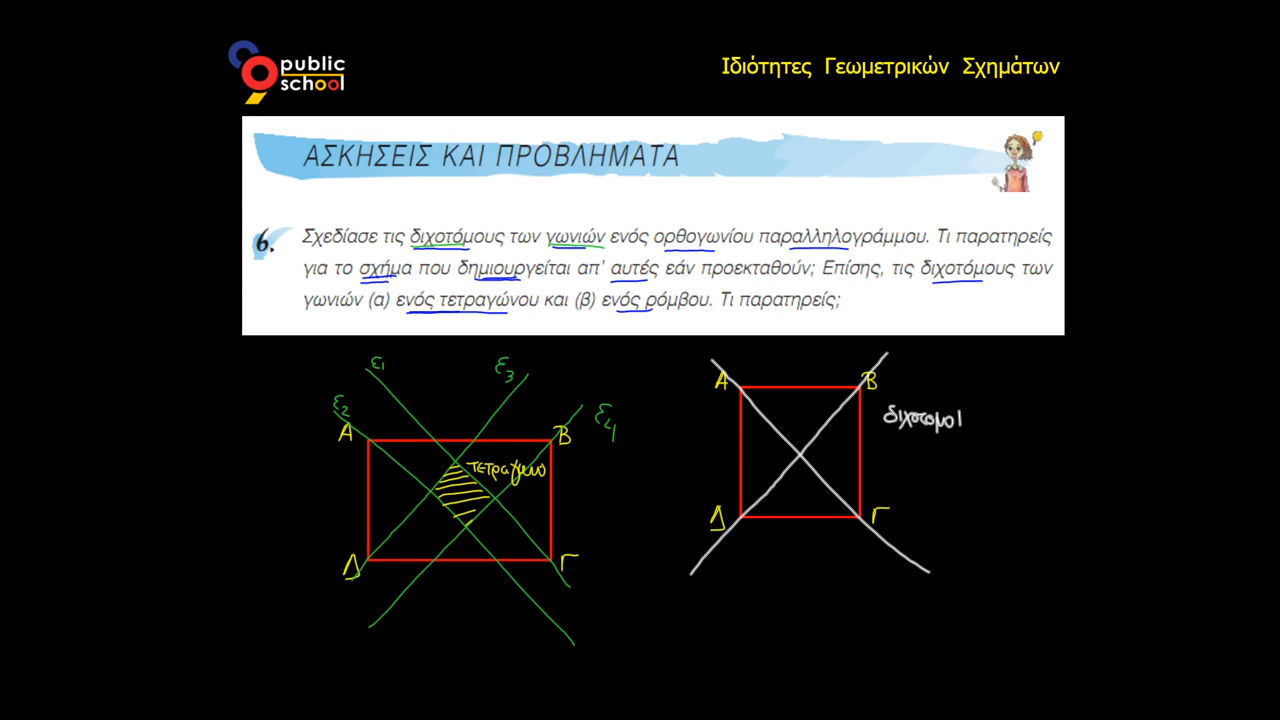 public
school
Ιδιότητες Γεωμετρικών Σχημάτων
ΑΣΚΗΣΕΙΣ ΚΑΙ ΠΡΟΒΛΗΜΑΤΑ
6.
Σχεδίασε τις διχοτόμους των γωνιών ενός ορθογωνίου παραλληλογράμμου. Τι παρατηρείς
για το σχήμα που δημιουργείται απ' αυτές εάν προεκταθούν; Επίσης, τις διχοτόμους των
γωνιών (α) ενός τετραγώνου και (β) ενός ρόμβου. Τι παρατηρείς;
ε1
ε3
ε2
ε4
Α
Β
τετραγωνο
Δ
Γ
Α
Β
διχοτομοι
Δ
Γ